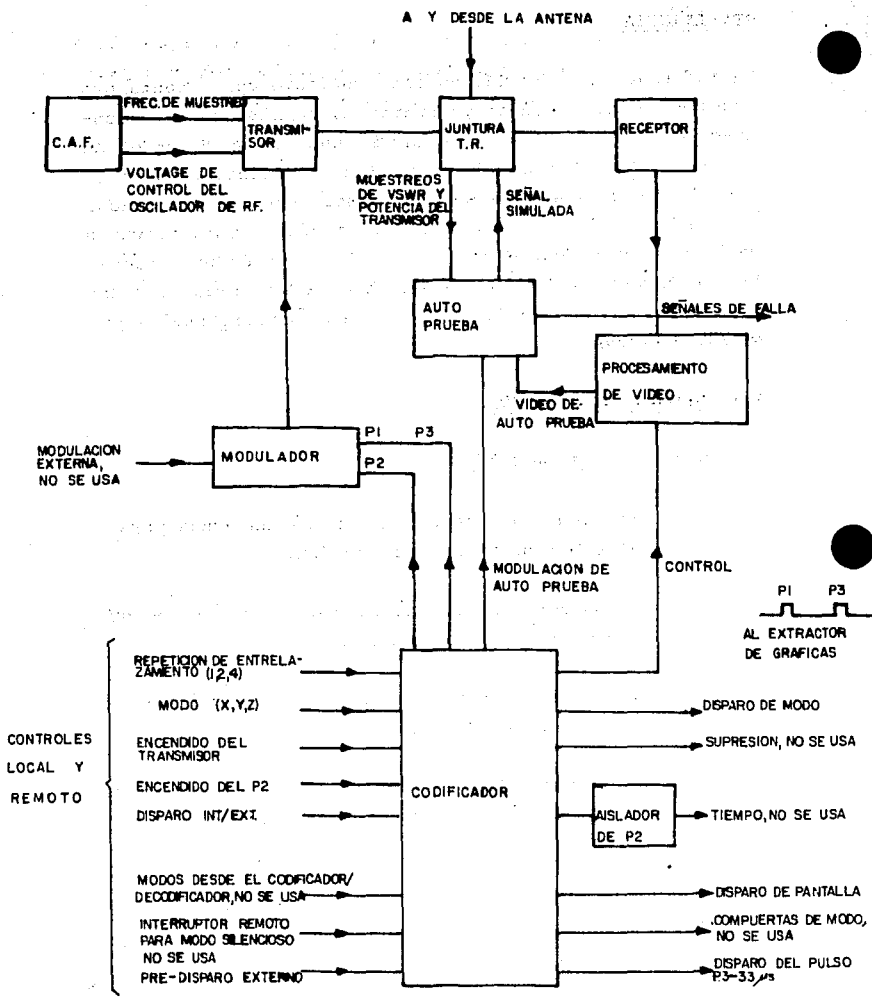 A Y DESDE LA ANTENA
C.A.F.
FREC. DE MUESTREO
VOLTAGE DE
CONTROL DEL
OSCILADOR DE R.F.
TRANSMI-
SOR
JUNTURA
T.R.
RECEPTOR
MUESTREOS
DE VSWR Y
POTENCIA DEL
TRANSMISOR
SEÑAL
SIMULADA
AUTO
PRUEBA
SEÑALES DE FALLA
PROCESAMIENTO
DE VIDEO
VIDEO DE
AUTO PRUEBA
MODULACION
EXTERNA,
NO SE USA
MODULADOR
P1 P3
P2
MODULACION DE
AUTO PRUEBA
CONTROL
P1 P3
AL EXTRACTOR
DE GRAFICAS
CONTROLES
LOCAL Y
REMOTO
REPETICION DE ENTRELA-
ZAMIENTO (1,2,4)
MODO (X,Y,Z)
ENCENDIDO DEL
TRANSMISOR
ENCENDIDO DEL P2
DISPARO INT/EXT.
MODOS DESDE EL CODIFICADOR/
DECODIFICADOR, NO SE USA
INTERRUPTOR REMOTO
PARA MODO SILENCIOSO
NO SE USA
PRE-DISPARO EXTERNO
CODIFICADOR
DISPARO DE MODO
SUPRESION, NO SE USA
AISLADOR
DE P2
TIEMPO, NO SE USA
DISPARO DE PANTALLA
COMPUERTAS DE MODO,
NO SE USA
DISPARO DEL PULSO
P3-33 μs